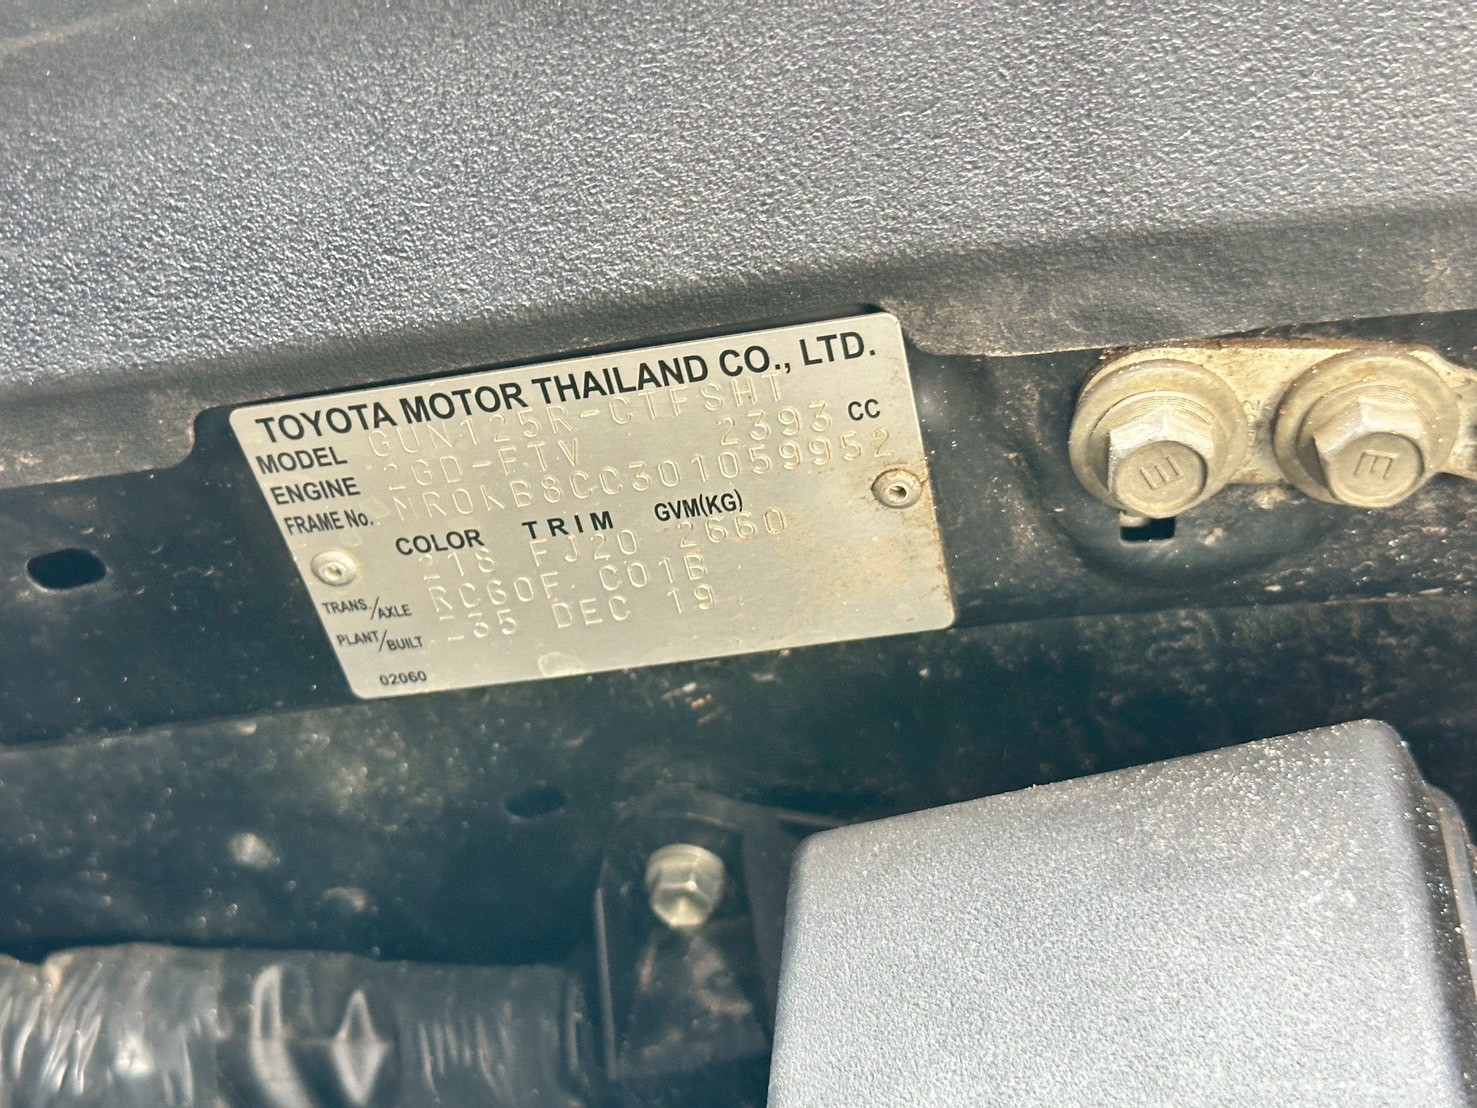 TOYOTA MOTOR THAILAND CO., LTD.
MODEL GUN125R-CTFSHT
ENGINE 2GD-FTV 2393 CC
FRAME No. MR0KB8CC301059952
COLOR TRIM GVM(KG)
218 FJ20 2660
TRANS./AXLE RC60F C01B
PLANT/BUILT -35 DEC 19
02060
E
E